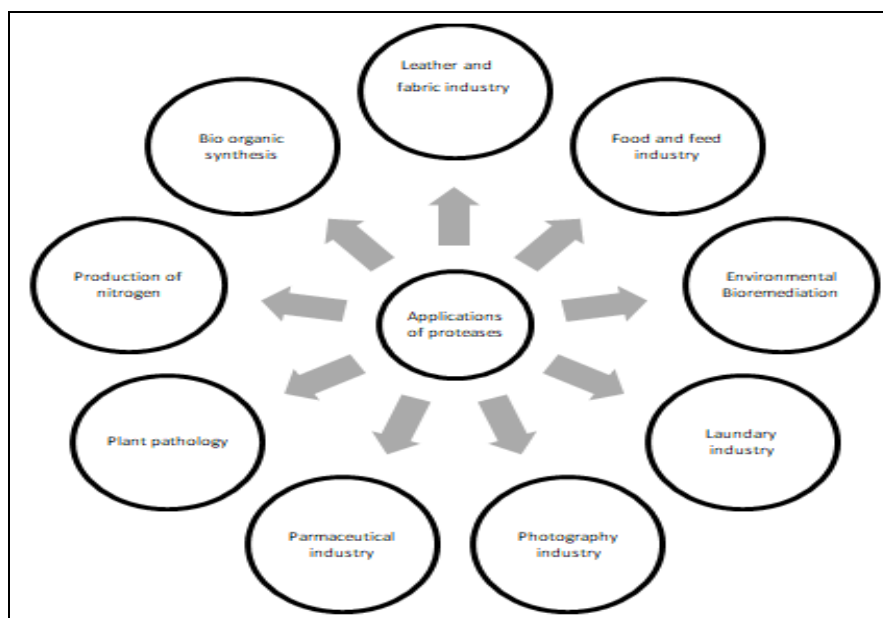 Leather and
fabric industry
Food and feed
industry
Environmental
Bioremediation
Laundary
industry
Photography
industry
Parmaceutical
industry
Plant pathology
Production of
nitrogen
Bio organic
synthesis
Applications
of proteases